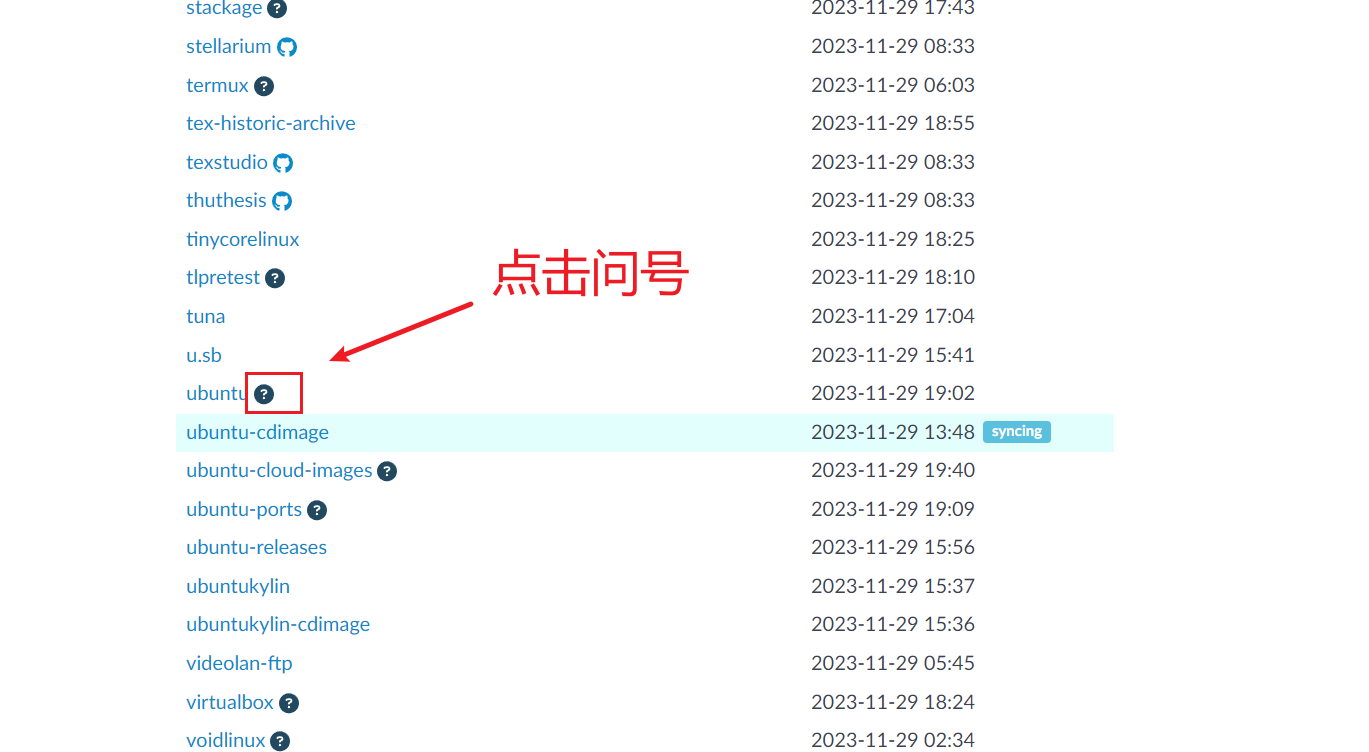 stackage ? 2023-11-29 17:43
stellarium 2023-11-29 08:33
termux ? 2023-11-29 06:03
tex-historic-archive 2023-11-29 18:55
texstudio 2023-11-29 08:33
thuthesis 2023-11-29 08:33
tinycorelinux 2023-11-29 18:25
点击问号
tlpretest ? 2023-11-29 18:10
tuna 2023-11-29 17:04
u.sb 2023-11-29 15:41
ubuntu ? 2023-11-29 19:02
ubuntu-cdimage 2023-11-29 13:48 syncing
ubuntu-cloud-images ? 2023-11-29 19:40
ubuntu-ports ? 2023-11-29 19:09
ubuntu-releases 2023-11-29 15:56
ubuntukylin 2023-11-29 15:37
ubuntukylin-cdimage 2023-11-29 15:36
videolan-ftp 2023-11-29 05:45
virtualbox ? 2023-11-29 18:24
voidlinux ? 2023-11-29 02:34